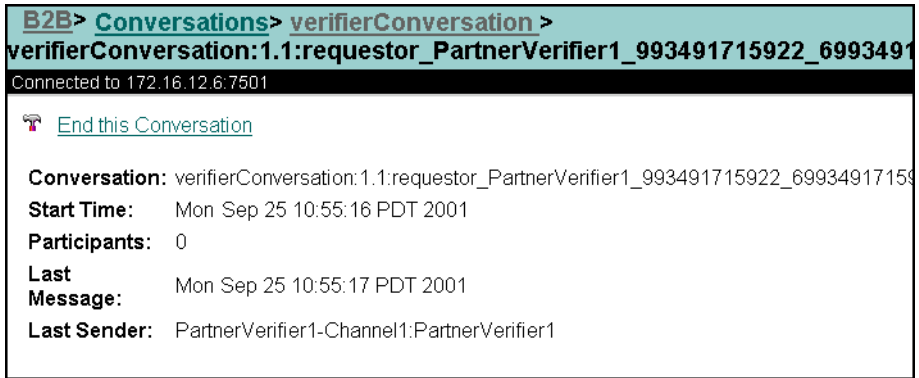 B2B> Conversations> verifierConversation >
verifierConversation:1.1:requestor_PartnerVerifier1_993491715922_6993491
Connected to 172.16.12.6:7501
End this Conversation
Conversation: verifierConversation:1.1:requestor_PartnerVerifier1_993491715922_69934917159
Start Time: Mon Sep 25 10:55:16 PDT 2001
Participants: 0
Last
Message: Mon Sep 25 10:55:17 PDT 2001
Last Sender: PartnerVerifier1-Channel1:PartnerVerifier1